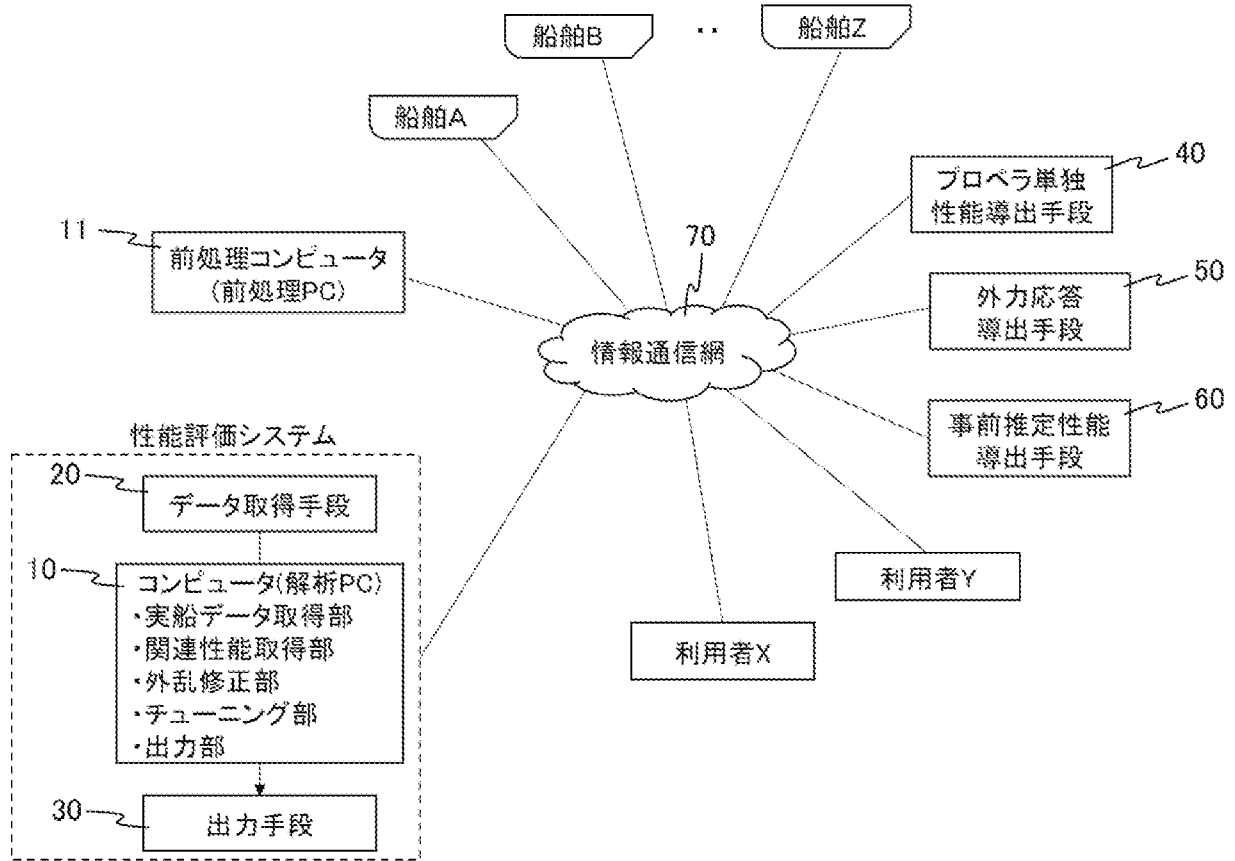 船舶B
‥
船舶Z
船舶A
40
プロペラ単独
性能導出手段
11
前処理コンピュータ
(前処理PC)
70
情報通信網
50
外力応答
導出手段
60
事前推定性能
導出手段
性能評価システム
20
データ取得手段
10
コンピュータ(解析PC)
・実船データ取得部
・関連性能取得部
・外乱修正部
・チューニング部
・出力部
30
出力手段
利用者Y
利用者X